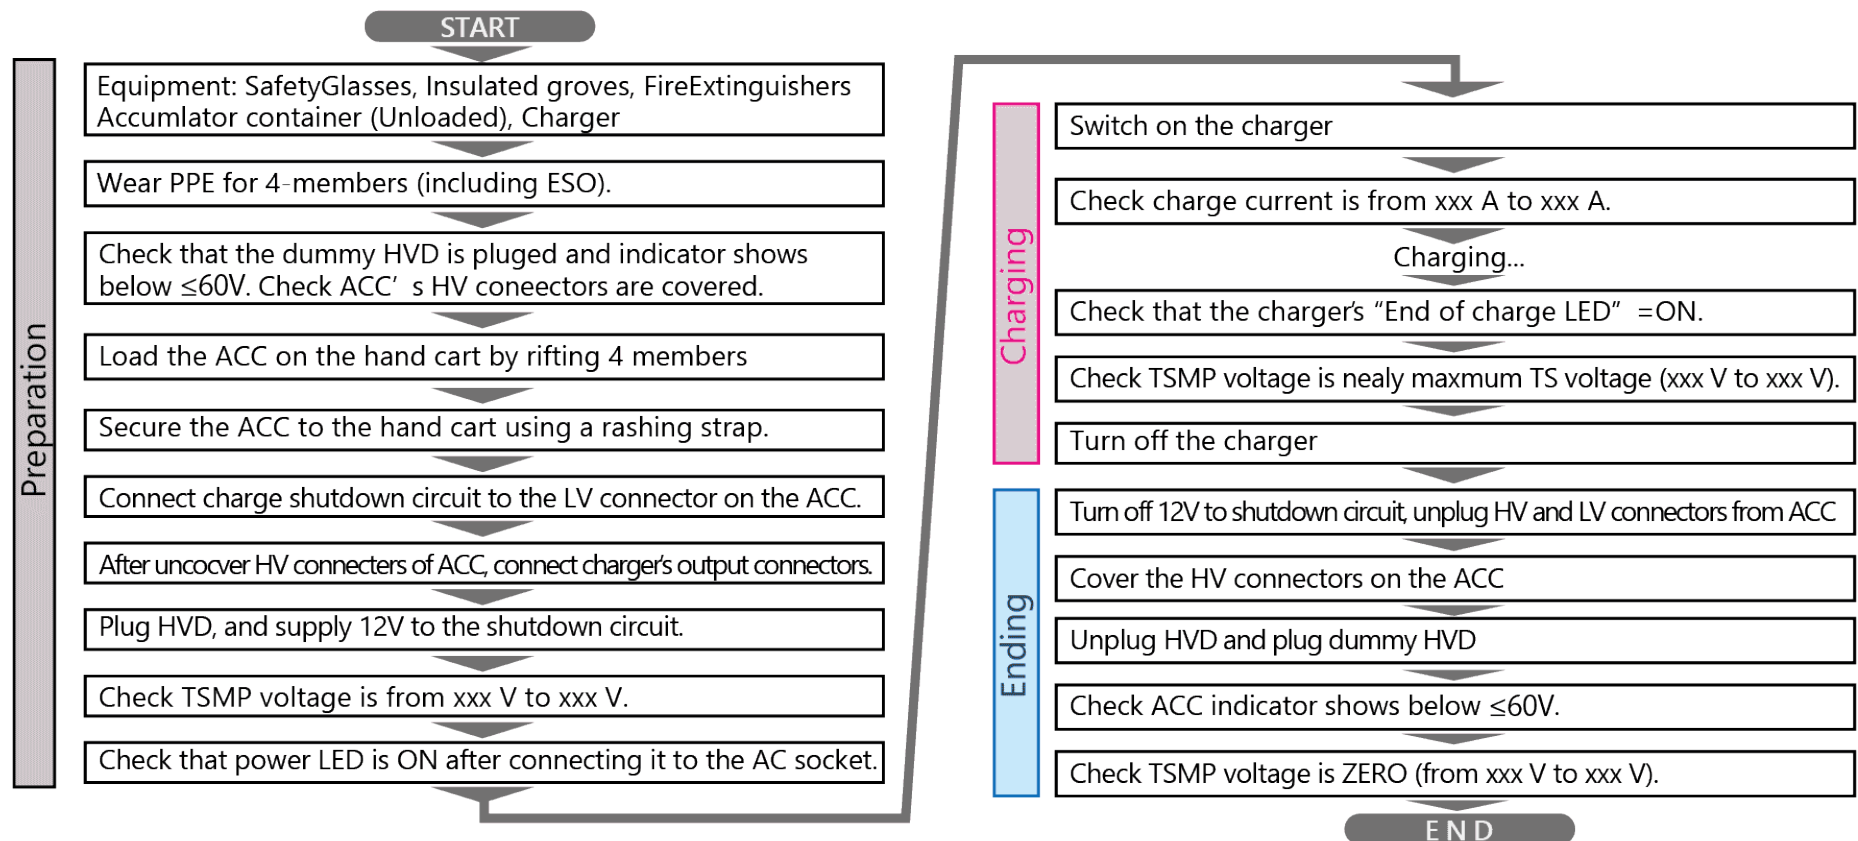 START
Preparation
Equipment: SafetyGlasses, Insulated groves, FireExtinguishers
Accumlator container (Unloaded), Charger
Wear PPE for 4-members (including ESO).
Check that the dummy HVD is pluged and indicator shows
below ≤60V. Check ACC’s HV coneectors are covered.
Load the ACC on the hand cart by rifting 4 members
Secure the ACC to the hand cart using a rashing strap.
Connect charge shutdown circuit to the LV connector on the ACC.
After uncocver HV connecters of ACC, connect charger's output connectors.
Plug HVD, and supply 12V to the shutdown circuit.
Check TSMP voltage is from xxx V to xxx V.
Check that power LED is ON after connecting it to the AC socket.
Charging
Switch on the charger
Check charge current is from xxx A to xxx A.
Charging...
Check that the charger's “End of charge LED” =ON.
Check TSMP voltage is nealy maxmum TS voltage (xxx V to xxx V).
Turn off the charger
Ending
Turn off 12V to shutdown circuit, unplug HV and LV connectors from ACC
Cover the HV connectors on the ACC
Unplug HVD and plug dummy HVD
Check ACC indicator shows below ≤60V.
Check TSMP voltage is ZERO (from xxx V to xxx V).
END